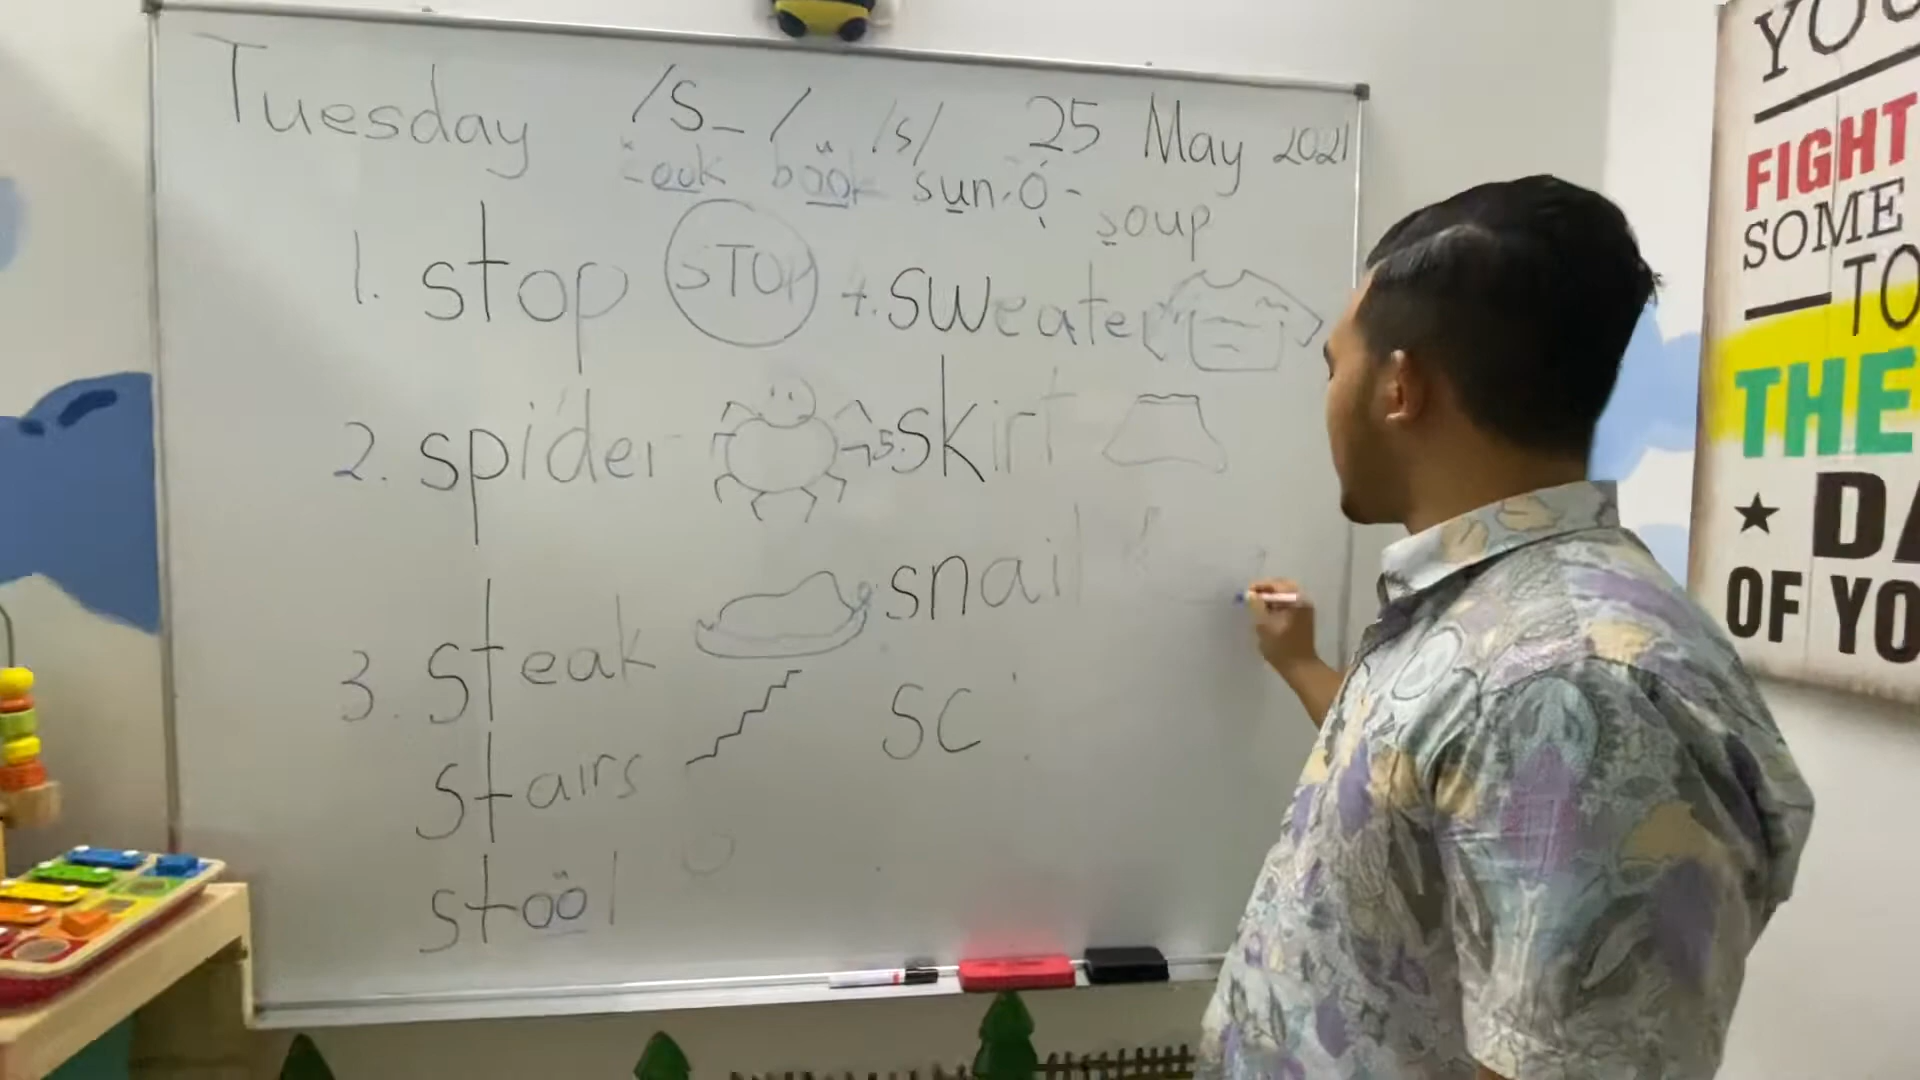 Tuesday /S_/ /s/ 25 May 2021
book sun
soup
1. stop STOP 4. sweater
2. spider 5. skirt
3. steak snail
stairs sc
stool
YOU
FIGHT
SOME
TO
THE
DA
OF YO